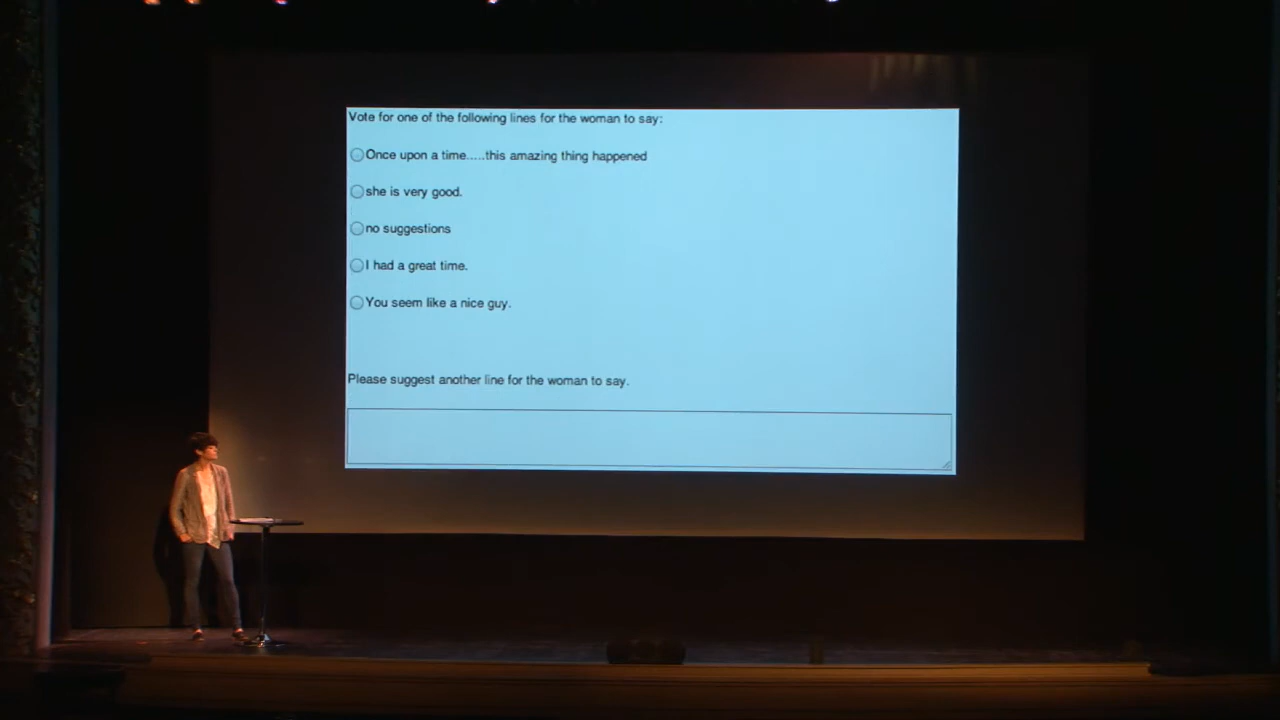 Vote for one of the following lines for the woman to say:
Once upon a time.....this amazing thing happened
she is very good.
no suggestions
I had a great time.
You seem like a nice guy.
Please suggest another line for the woman to say.